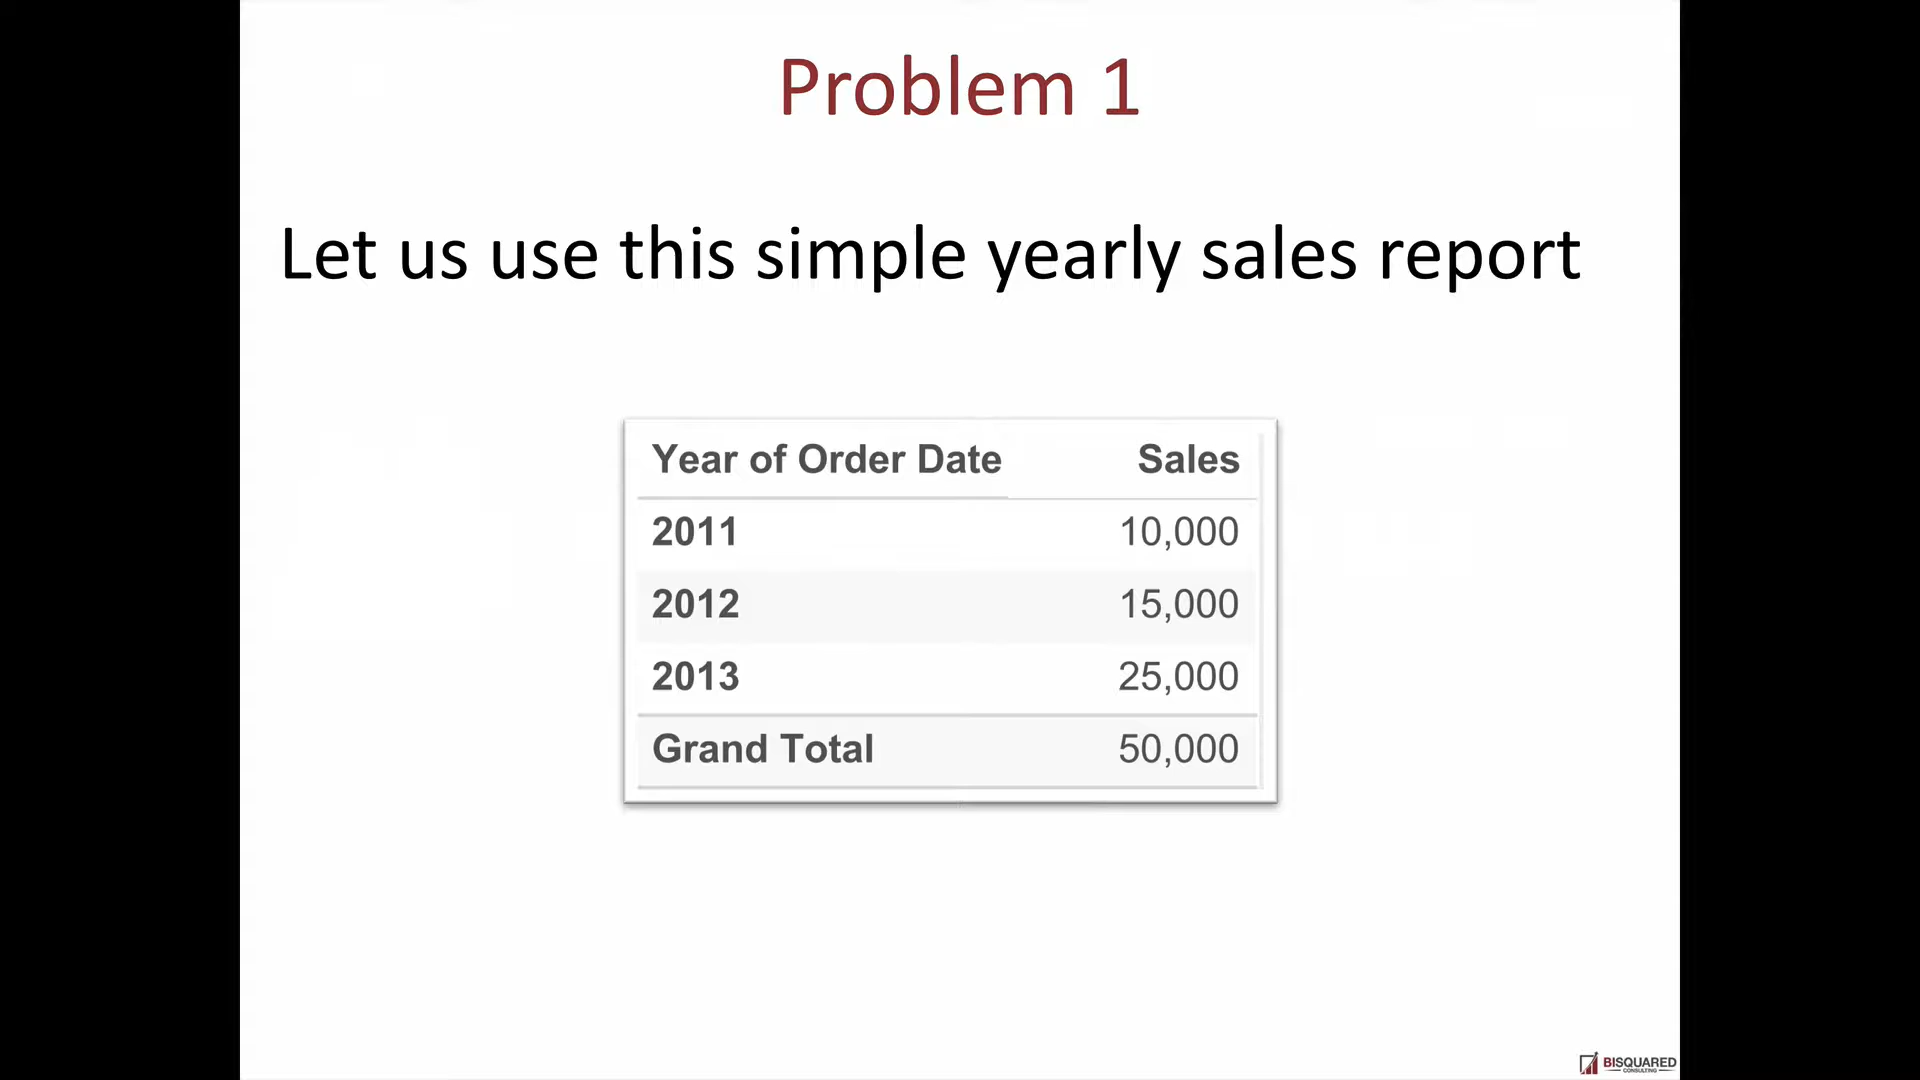 Problem 1
Let us use this simple yearly sales report
Year of Order Date Sales
2011 10,000
2012 15,000
2013 25,000
Grand Total 50,000
BISQUARED
CONSULTING